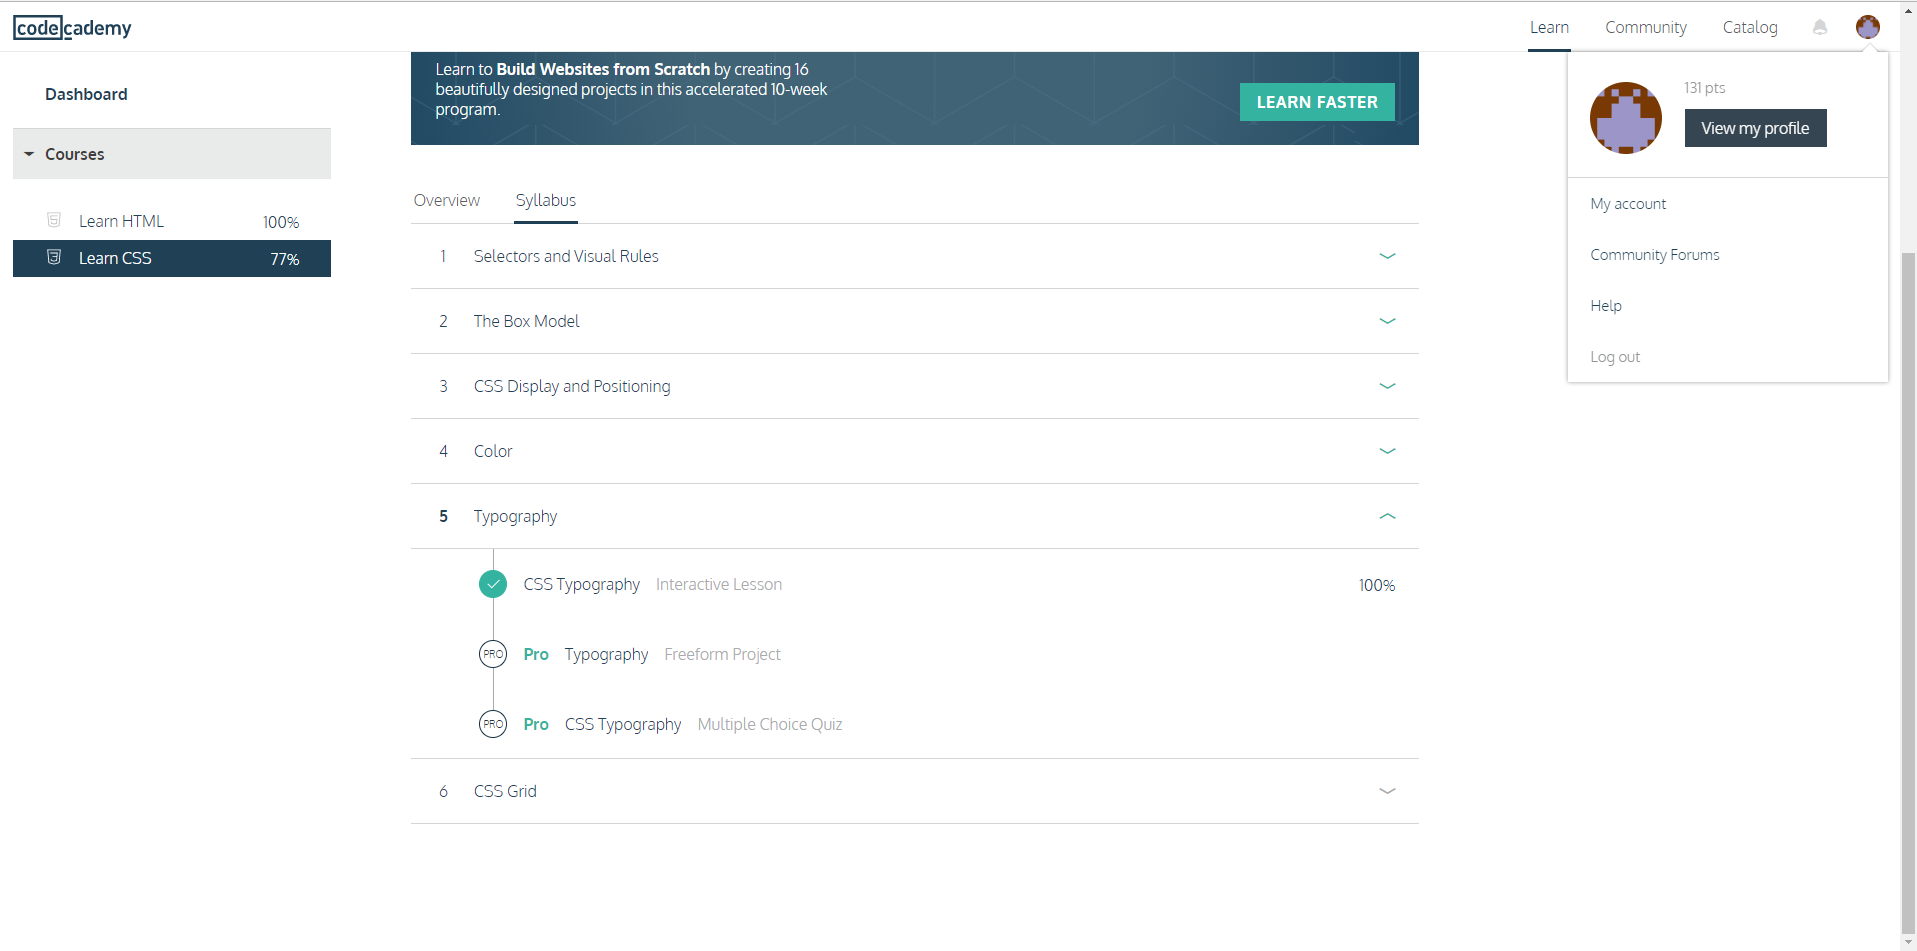 codecademy
Learn
Community
Catalog
Dashboard
Courses
Learn HTML 100%
Learn CSS 77%
Learn to Build Websites from Scratch by creating 16
beautifully designed projects in this accelerated 10-week
program.
LEARN FASTER
Overview
Syllabus
1 Selectors and Visual Rules
2 The Box Model
3 CSS Display and Positioning
4 Color
5 Typography
CSS Typography Interactive Lesson 100%
PRO Pro Typography Freeform Project
PRO Pro CSS Typography Multiple Choice Quiz
6 CSS Grid
131 pts
View my profile
My account
Community Forums
Help
Log out